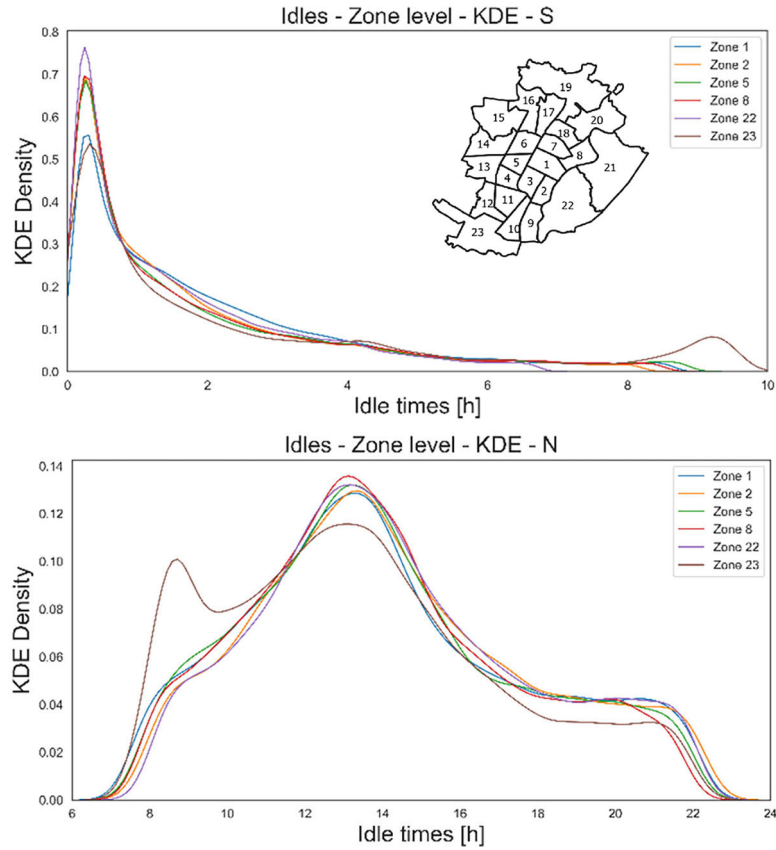 Idles - Zone level - KDE - S
KDE Density
0.8
0.7
0.6
0.5
0.4
0.3
0.2
0.1
0.0
0 2 4 6 8 10
Idle times [h]
Zone 1
Zone 2
Zone 5
Zone 8
Zone 22
Zone 23
19
16 17
15 20
18
14 6 7
8
13 5 1 21
4 3
2
12 11 22
23 10 9
Idles - Zone level - KDE - N
KDE Density
0.14
0.12
0.10
0.08
0.06
0.04
0.02
0.00
6 8 10 12 14 16 18 20 22 24
Idle times [h]
Zone 1
Zone 2
Zone 5
Zone 8
Zone 22
Zone 23